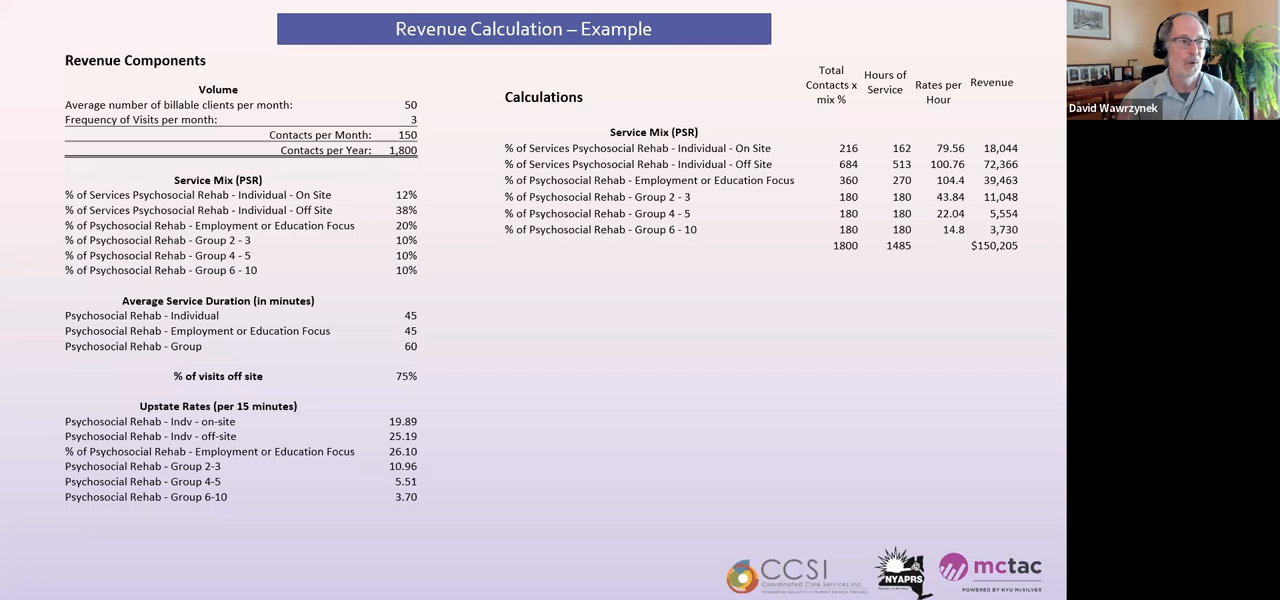 Revenue Calculation – Example
Revenue Components
Volume
Average number of billable clients per month: 50
Frequency of Visits per month: 3
Contacts per Month: 150
Contacts per Year: 1,800
Service Mix (PSR)
% of Services Psychosocial Rehab - Individual - On Site 12%
% of Services Psychosocial Rehab - Individual - Off Site 38%
% of Psychosocial Rehab - Employment or Education Focus 20%
% of Psychosocial Rehab - Group 2 - 3 10%
% of Psychosocial Rehab - Group 4 - 5 10%
% of Psychosocial Rehab - Group 6 - 10 10%
Average Service Duration (in minutes)
Psychosocial Rehab - Individual 45
Psychosocial Rehab - Employment or Education Focus 45
Psychosocial Rehab - Group 60
% of visits off site 75%
Upstate Rates (per 15 minutes)
Psychosocial Rehab - Indv - on-site 19.89
Psychosocial Rehab - Indv - off-site 25.19
% of Psychosocial Rehab - Employment or Education Focus 26.10
Psychosocial Rehab - Group 2-3 10.96
Psychosocial Rehab - Group 4-5 5.51
Psychosocial Rehab - Group 6-10 3.70
Calculations
Total Contacts x mix %
Hours of Service
Rates per Hour
Revenue
Service Mix (PSR)
% of Services Psychosocial Rehab - Individual - On Site 216 162 79.56 18,044
% of Services Psychosocial Rehab - Individual - Off Site 684 513 100.76 72,366
% of Psychosocial Rehab - Employment or Education Focus 360 270 104.4 39,463
% of Psychosocial Rehab - Group 2 - 3 180 180 43.84 11,048
% of Psychosocial Rehab - Group 4 - 5 180 180 22.04 5,554
% of Psychosocial Rehab - Group 6 - 10 180 180 14.8 3,730
1800 1485 $150,205
David Wawrzynek
CCSI
Coordinated Care Services Inc.
NYAPRS
mctac
POWERED BY NYU McSILVER